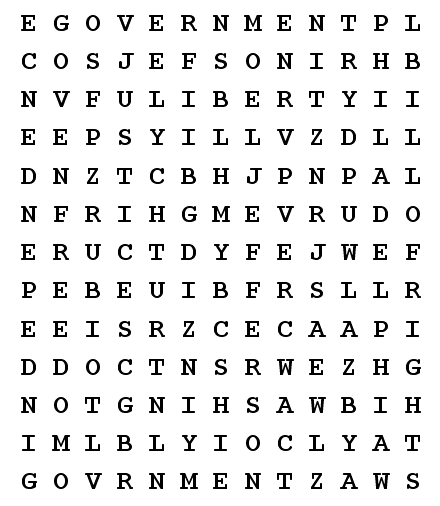 E G O V E R N M E N T P L
C O S J E F S O N I R H B
N V F U L I B E R T Y I I
E E P S Y I L L V Z D L L
D N Z T C B H J P N P A L
N F R I H G M E V R U D O
E R U C T D Y F E J W E F
P E B E U I B F R S L L R
E E I S R Z C E C A A P I
D D O C T N S R W E Z H G
N O T G N I H S A W B I H
I M L B L Y I O C L Y A T
G O V R N M E N T Z A W S